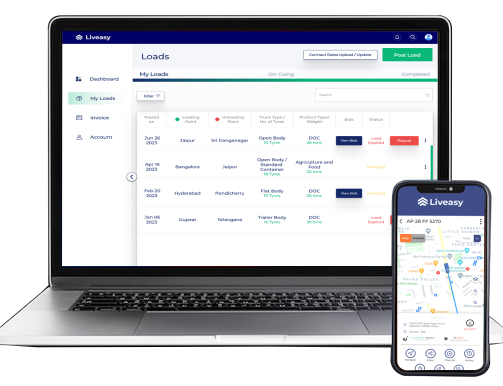 Liveasy
Loads
Contract Rates Upload / Update
Post Load
My Loads
On-Going
Completed
Dashboard
My Loads
Invoice
Account
Filter
Search
Posted on
Loading Point
Unloading Point
Truck Type / No of Tyres
Product Type/ Weight
Bids
Status
Jun 26 2023
Jaipur
Sri Ganganagar
Open Body
10 Tyres
DOC
26 tons
View Bids
Load Expired
Repost
Apr 16 2023
Bangalore
Jaipur
Open Body / Standard Container
18 Tyres
Agriculture and Food
26 tons
Pending
Feb 20 2023
Hyderabad
Pondicherry
Flat Body
10 Tyres
DOC
26 tons
View Bids
Pending
Jan 06 2023
Gujarat
Telangana
Trailer Body
10 Tyres
DOC
26 tons
Load Expired
Liveasy
AP 28 FF 5270